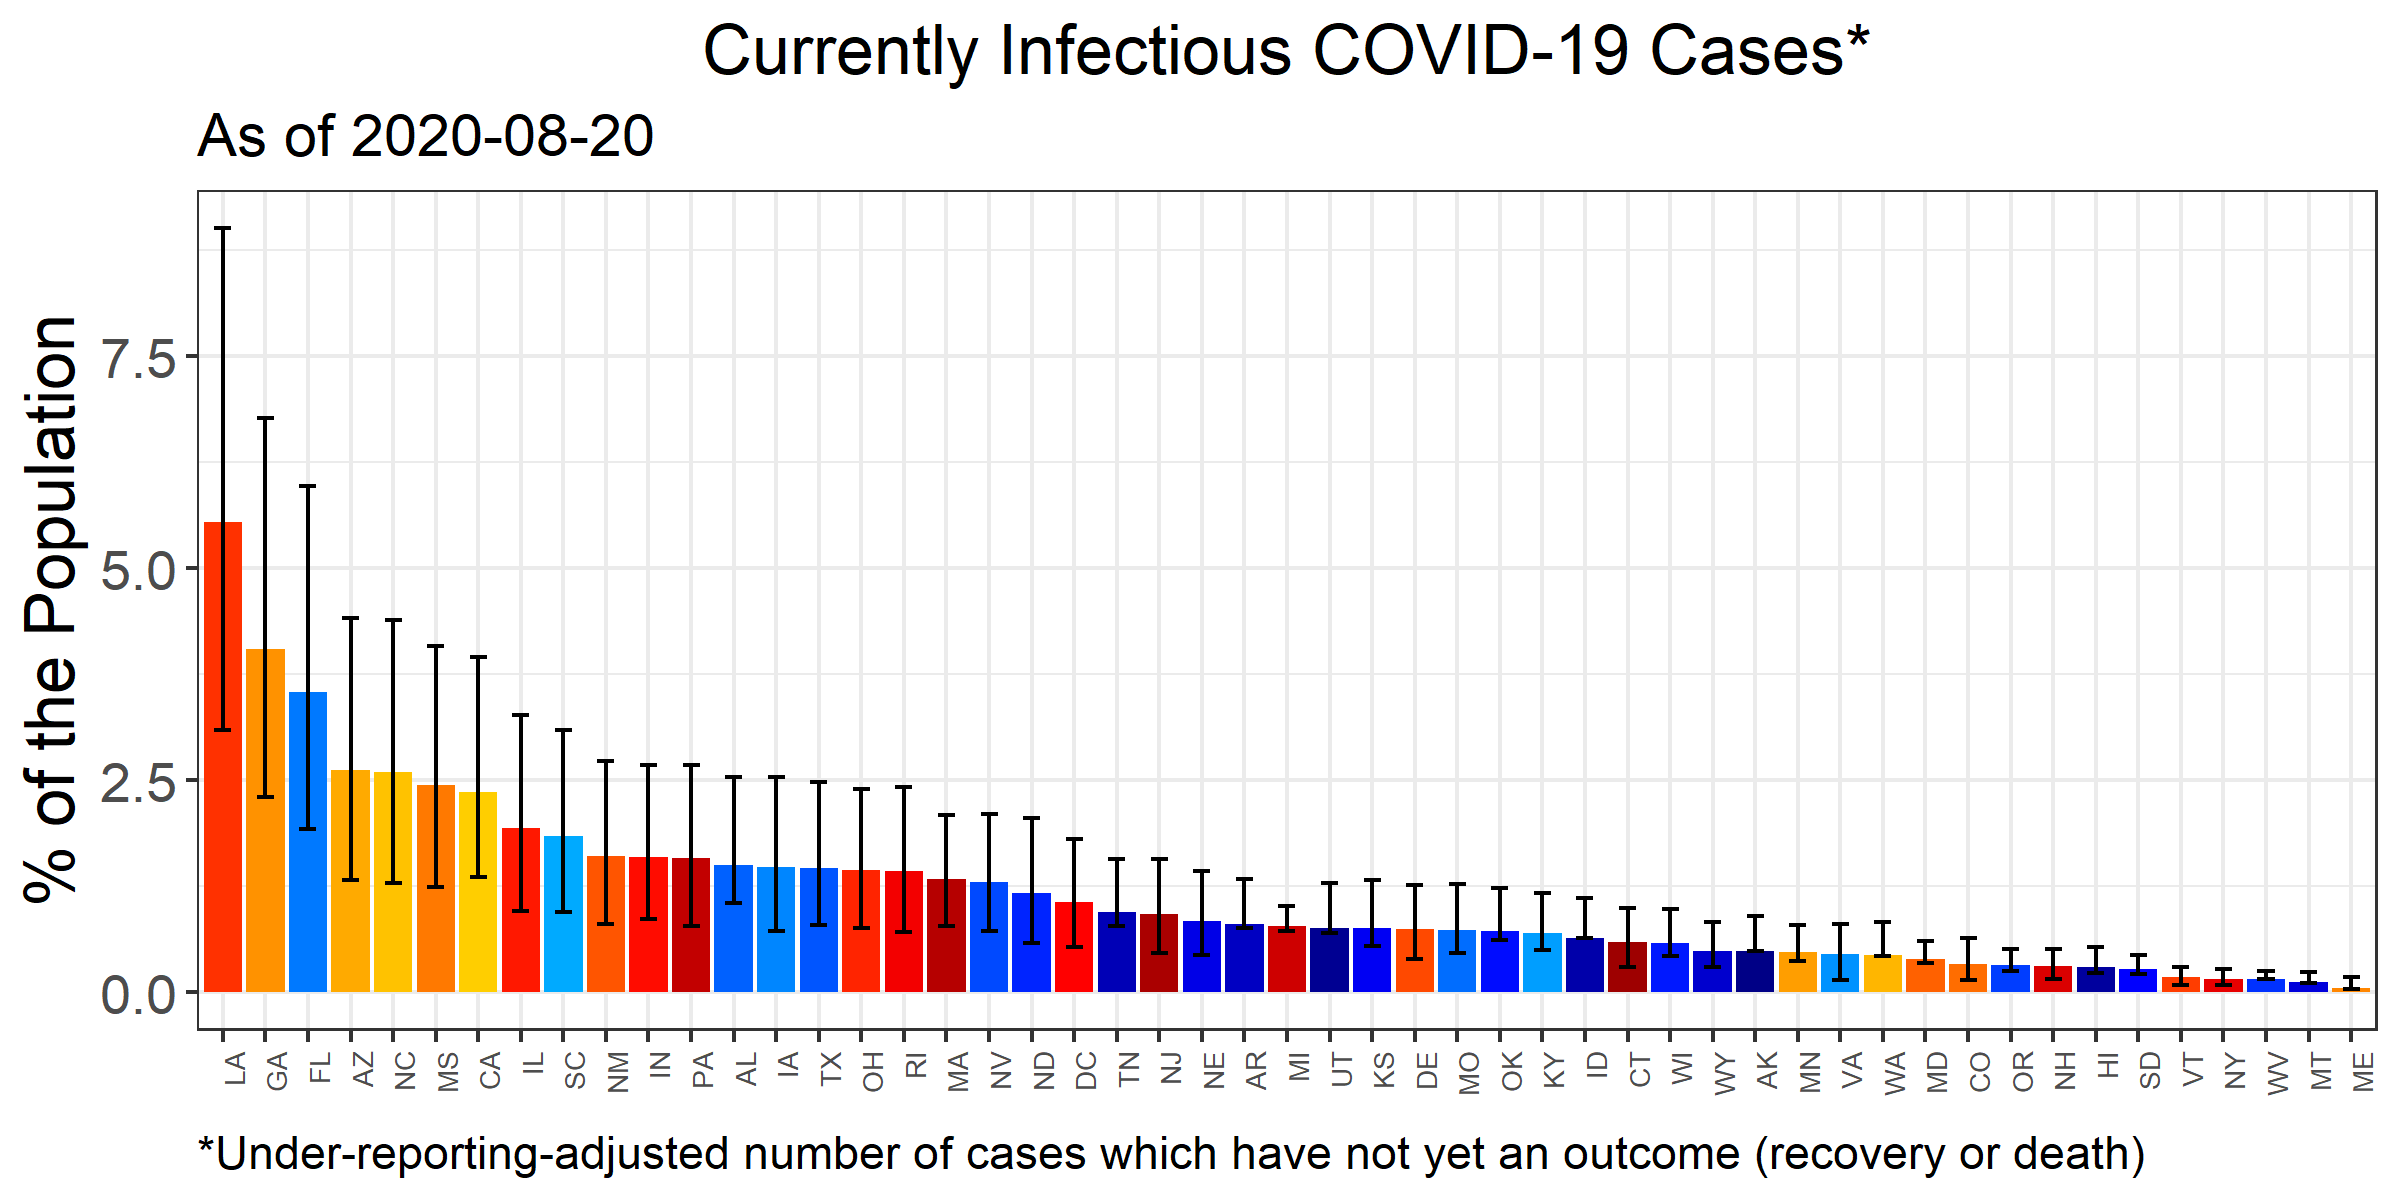 Currently Infectious COVID-19 Cases*
As of 2020-08-20
% of the Population
7.5
5.0
2.5
0.0
LA GA FL AZ NC MS CA IL SC NM IN PA AL IA TX OH RI MA NV ND DC TN NJ NE AR MI UT KS DE MO OK KY ID CT WI WY AK MN VA WA MD CO OR NH HI SD VT NY WV MT ME
*Under-reporting-adjusted number of cases which have not yet an outcome (recovery or death)